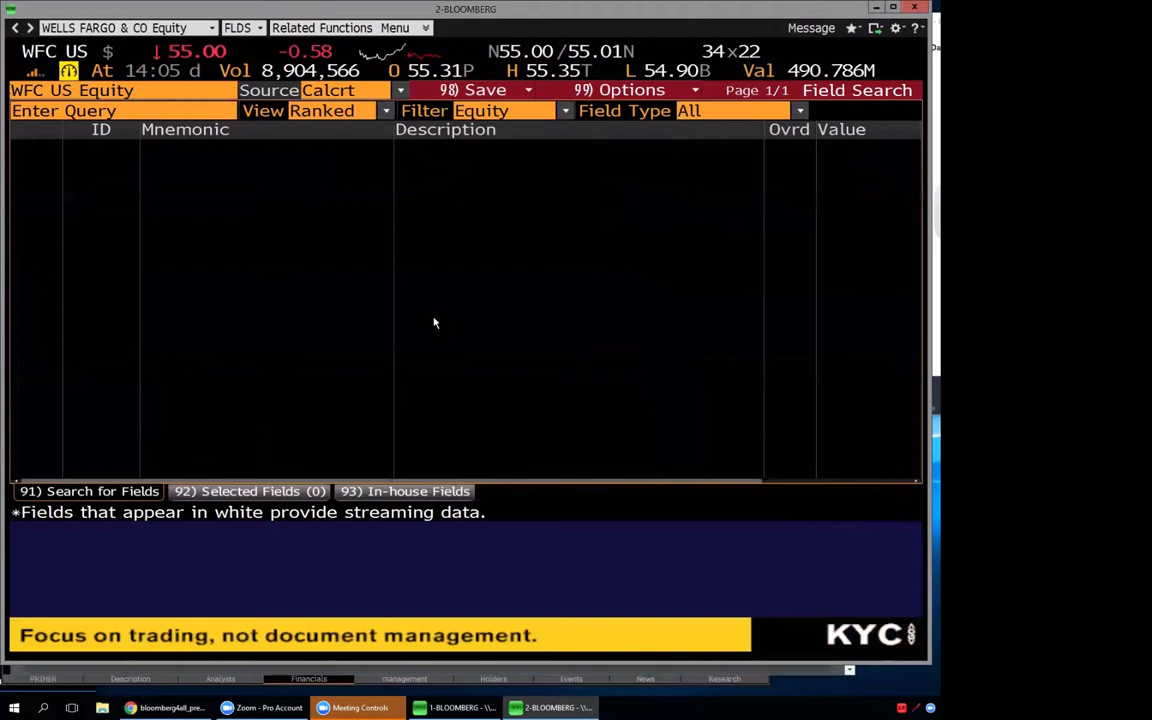 2-BLOOMBERG
WELLS FARGO & CO Equity FLDS Related Functions Menu Message
WFC US $ ↓55.00 -0.58 N55.00/55.01N 34x22
At 14:05 d Vol 8,904,566 O 55.31P H 55.35T L 54.90B Val 490.786M
WFC US Equity Source Calcrt 98) Save 99) Options Page 1/1 Field Search
Enter Query View Ranked Filter Equity Field Type All
ID Mnemonic Description Ovrd Value
91) Search for Fields 92) Selected Fields (0) 93) In-house Fields
*Fields that appear in white provide streaming data.
Focus on trading, not document management. KYC
PRIMER Description Analysts Financials management Holders Events News Research
bloomberg4all_pre... Zoom - Pro Account Meeting Controls 1-BLOOMBERG - \\... 2-BLOOMBERG - \\...